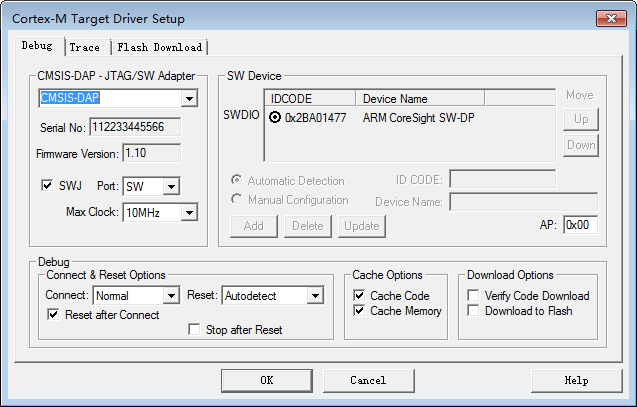 Cortex-M Target Driver Setup
Debug Trace Flash Download
CMSIS-DAP - JTAG/SW Adapter
CMSIS-DAP
Serial No: 112233445566
Firmware Version: 1.10
SWJ Port: SW
Max Clock: 10MHz
SW Device
IDCODE Device Name
SWDIO 0x2BA01477 ARM CoreSight SW-DP
Move
Up
Down
Automatic Detection ID CODE:
Manual Configuration Device Name:
Add Delete Update AP: 0x00
Debug
Connect & Reset Options
Connect: Normal Reset: Autodetect
Reset after Connect
Stop after Reset
Cache Options
Cache Code
Cache Memory
Download Options
Verify Code Download
Download to Flash
OK Cancel Help